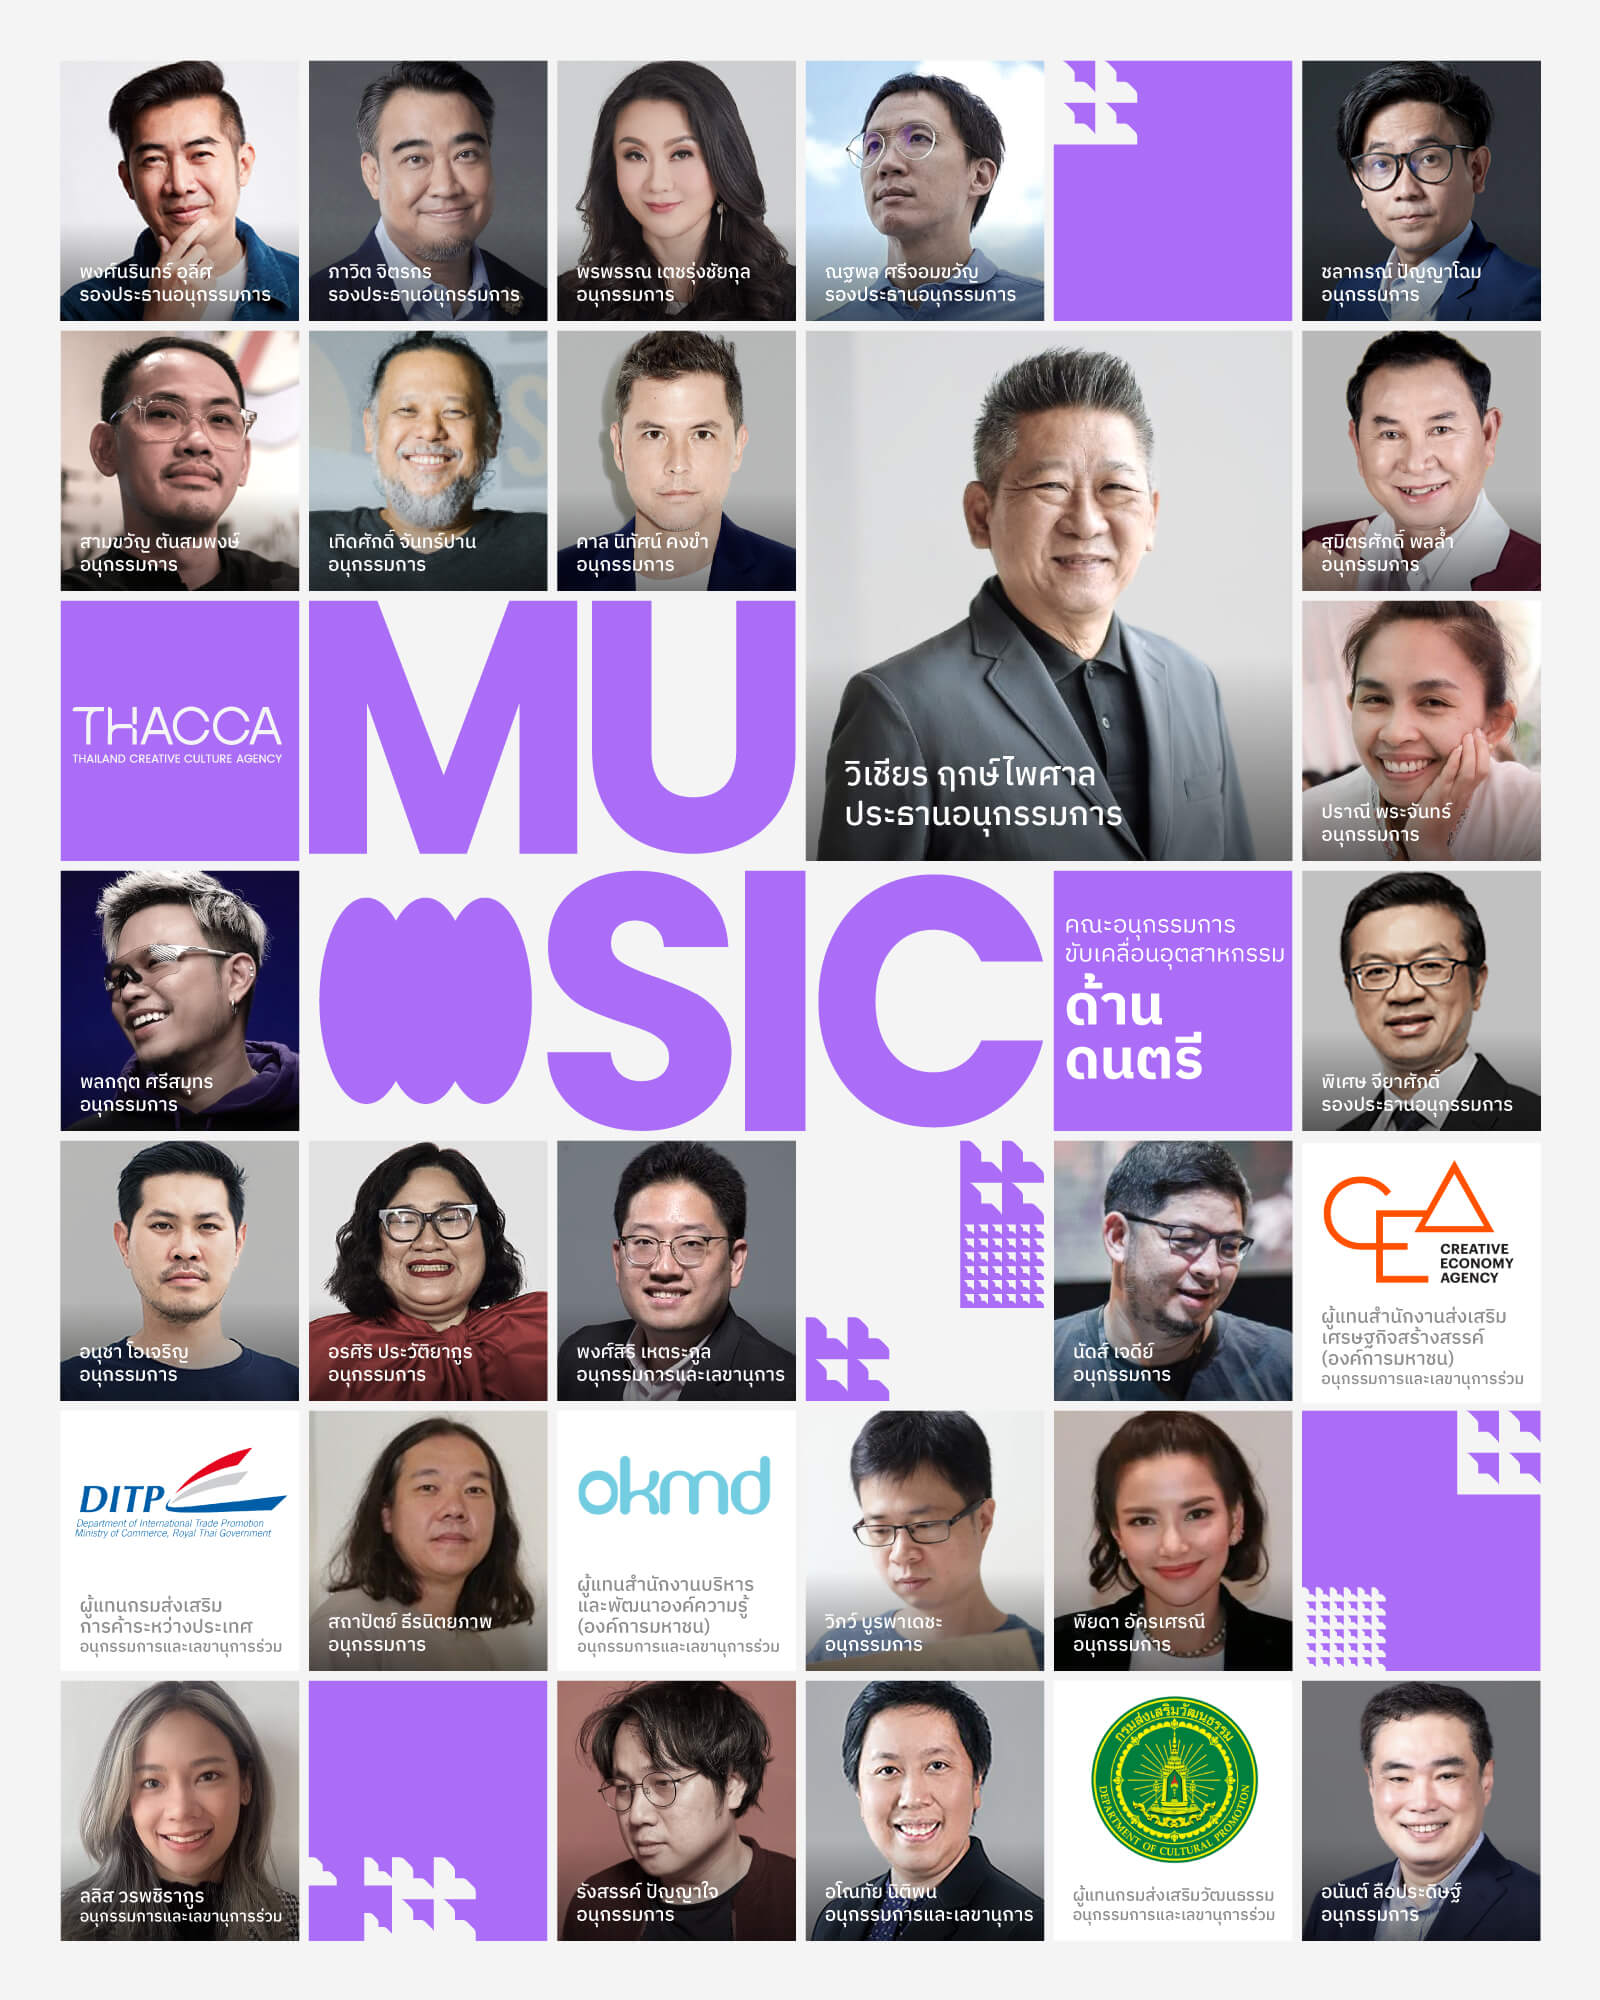 พงศ์นรินทร์ อุลิศ
รองประธานอนุกรรมการ
ภาวิต จิตรกร
รองประธานอนุกรรมการ
พรพรรณ เตชรุ่งชัยกุล
อนุกรรมการ
ณฐพล ศรีจอมขวัญ
รองประธานอนุกรรมการ
ชลากรณ์ ปัญญาโฉม
อนุกรรมการ
สามขวัญ ตันสมพงษ์
อนุกรรมการ
เทิดศักดิ์ จันทร์ปาน
อนุกรรมการ
คาล นิทัศน์ คงขำ
อนุกรรมการ
วิเชียร ฤกษ์ไพศาล
ประธานอนุกรรมการ
สุมิตรศักดิ์ พลล้ำ
อนุกรรมการ
THACCA
THAILAND CREATIVE CULTURE AGENCY
MU
SIC
ปราณี พระจันทร์
อนุกรรมการ
พลกฤต ศรีสมุทร
อนุกรรมการ
คณะอนุกรรมการ
ขับเคลื่อนอุตสาหกรรม
ด้าน
ดนตรี
พิเศษ จียาศักดิ์
รองประธานอนุกรรมการ
อนุชา โอเจริญ
อนุกรรมการ
อรศิริ ประวัติยากูร
อนุกรรมการ
พงศ์สิริ เหตระกูล
อนุกรรมการและเลขานุการ
นัดส์ เจดีย์
อนุกรรมการ
CEA
CREATIVE
ECONOMY
AGENCY
ผู้แทนสำนักงานส่งเสริม
เศรษฐกิจสร้างสรรค์
(องค์การมหาชน)
อนุกรรมการและเลขานุการร่วม
DITP
Department of International Trade Promotion
Ministry of Commerce, Royal Thai Government
ผู้แทนกรมส่งเสริม
การค้าระหว่างประเทศ
อนุกรรมการและเลขานุการร่วม
สถาปัตย์ ธีรนิตยภาพ
อนุกรรมการ
okmd
ผู้แทนสำนักงานบริหาร
และพัฒนาองค์ความรู้
(องค์การมหาชน)
อนุกรรมการและเลขานุการร่วม
วิภว์ บูรพาเดชะ
อนุกรรมการ
พิยดา อัครเศรณี
อนุกรรมการ
ลลิส วรพชิรากูร
อนุกรรมการและเลขานุการร่วม
รังสรรค์ ปัญญาใจ
อนุกรรมการ
อโณทัย นิติพน
อนุกรรมการและเลขานุการ
กรมส่งเสริมวัฒนธรรม
DEPARTMENT OF CULTURAL PROMOTION
ผู้แทนกรมส่งเสริมวัฒนธรรม
อนุกรรมการและเลขานุการร่วม
อนันต์ ลือประดิษฐ์
อนุกรรมการ